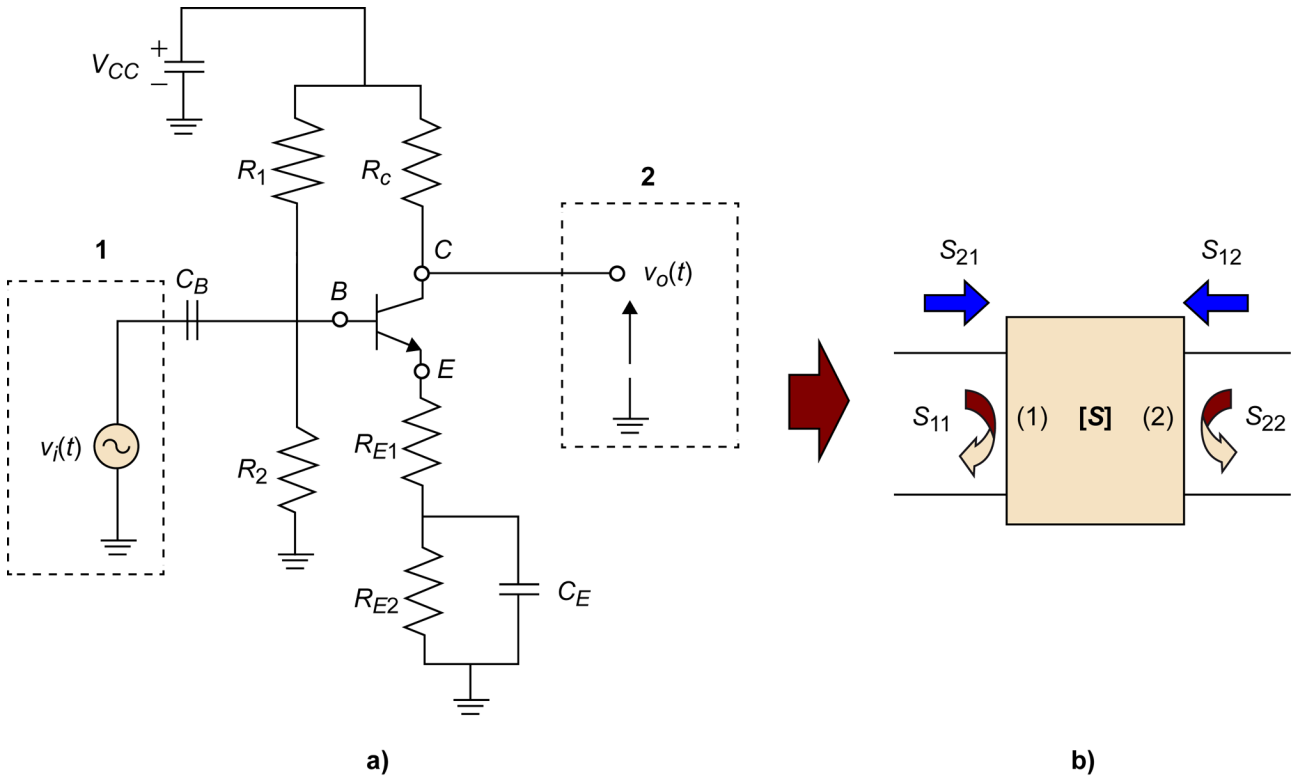 V_CC
+
−
R_1
R_c
2
1
C_B
B
C
v_o(t)
E
v_i(t)
R_2
R_E1
R_E2
C_E
a)
S_21
S_12
S_11
(1)
[S]
(2)
S_22
b)